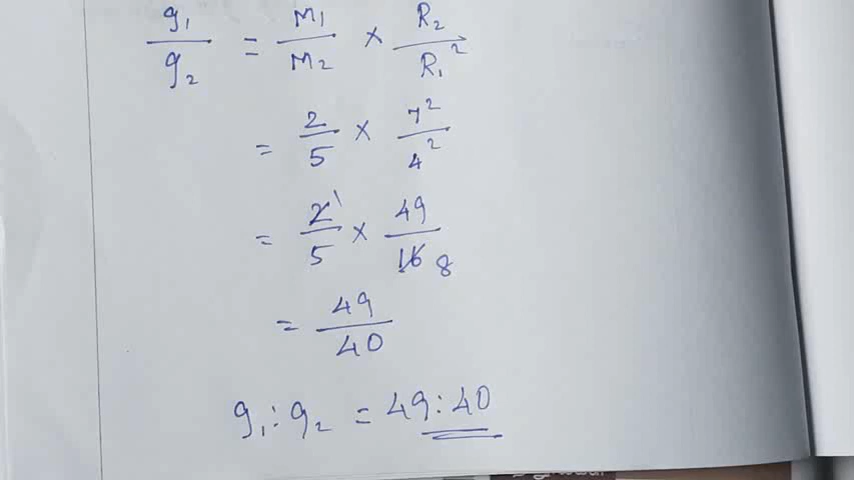 g₁/g₂ = M₁/M₂ × R₂/R₁²
= 2/5 × 7²/4²
= 2¹/5 × 49/16 8
= 49/40
g₁:g₂ = 49:40